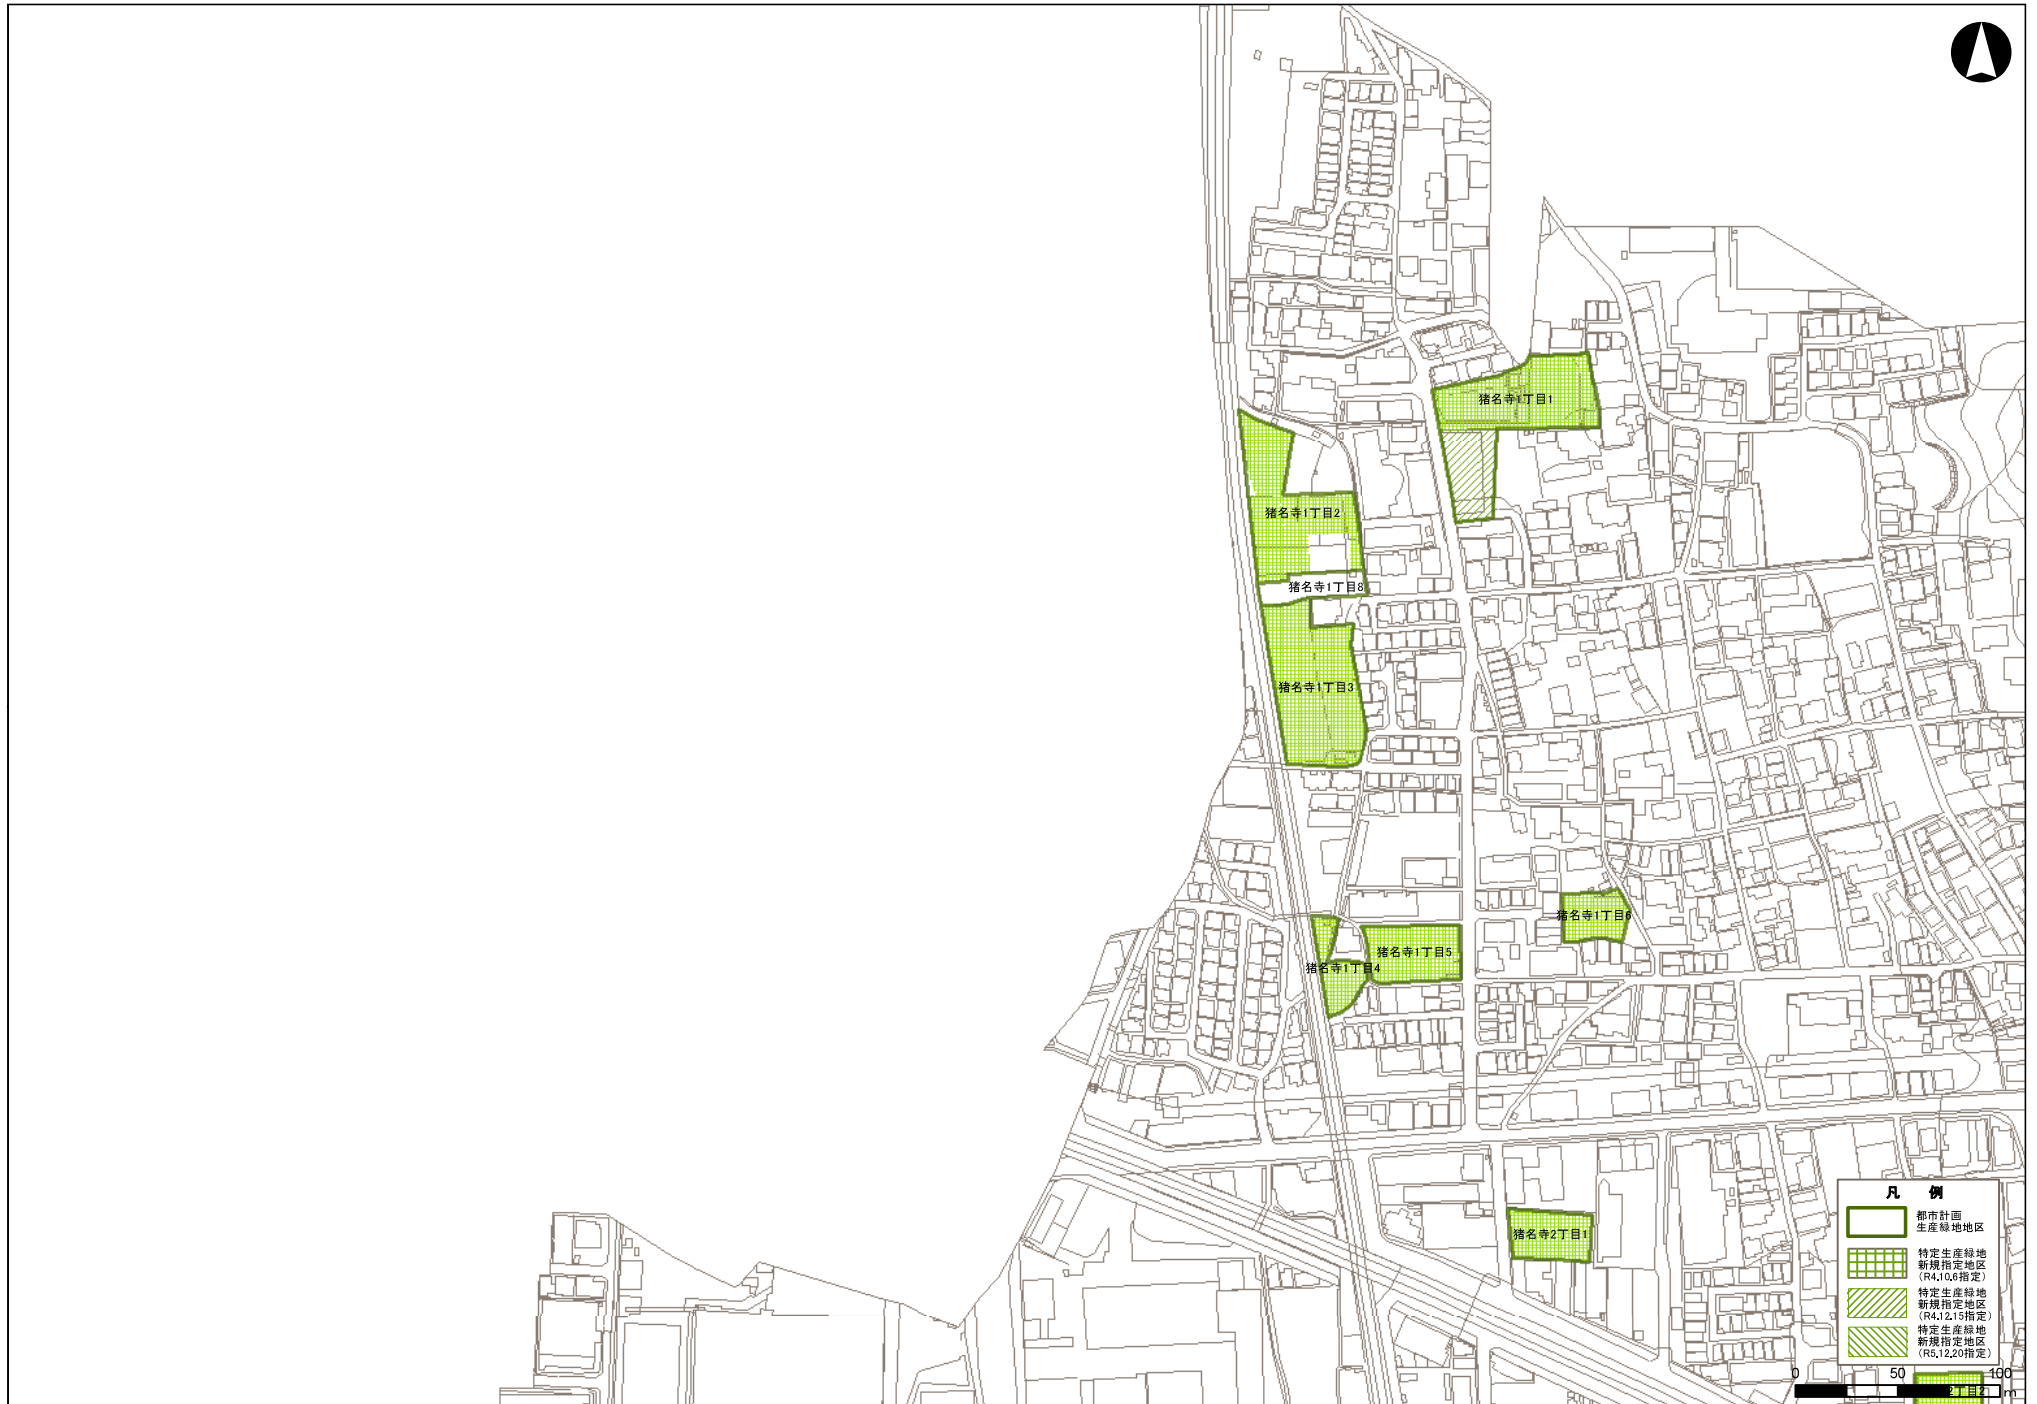 猪名寺1丁目1
猪名寺1丁目2
猪名寺1丁目8
猪名寺1丁目3
猪名寺1丁目6
猪名寺1丁目5
猪名寺1丁目4
猪名寺2丁目1
凡 例
都市計画
生産緑地地区
特定生産緑地
新規指定地区
(R4.10.6指定)
特定生産緑地
新規指定地区
(R4.12.15指定)
特定生産緑地
新規指定地区
(R5.12.20指定)
0 50 100
2丁目2 m